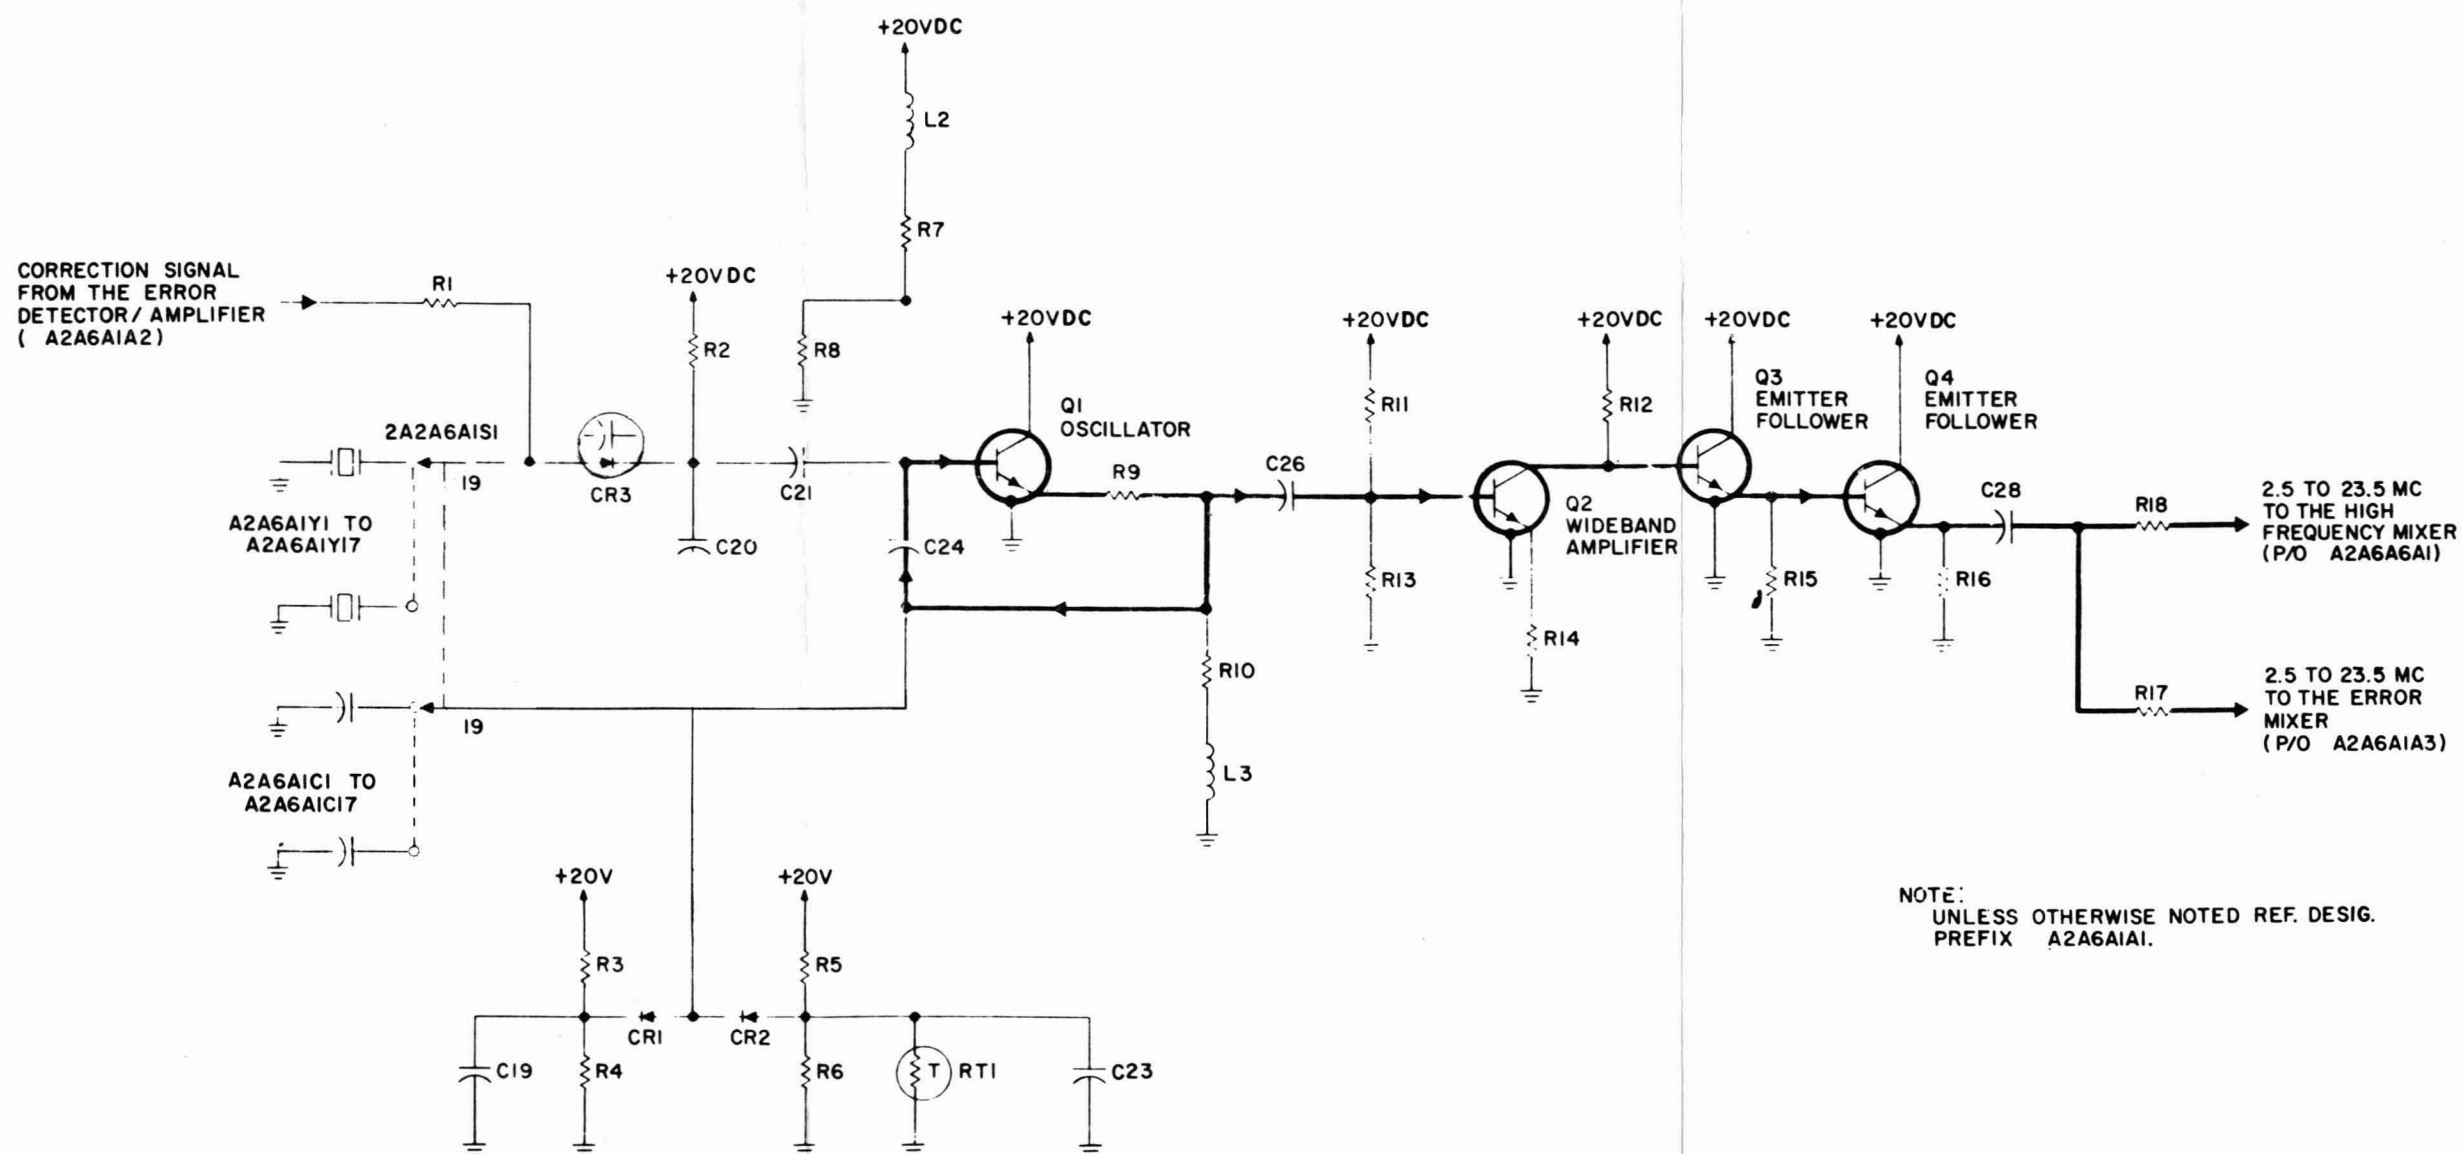 +20VDC
L2
R7
CORRECTION SIGNAL
FROM THE ERROR
DETECTOR/ AMPLIFIER
( A2A6A1A2)
R1
+20VDC
R2
R8
+20VDC
Q1
OSCILLATOR
+20VDC
R11
+20VDC
R12
+20VDC
Q3
EMITTER
FOLLOWER
+20VDC
Q4
EMITTER
FOLLOWER
2A2A6A1S1
19
CR3
C21
R9
C26
C28
R18
2.5 TO 23.5 MC
TO THE HIGH
FREQUENCY MIXER
(P/O A2A6A6A1)
A2A6A1Y1 TO
A2A6A1Y17
C20
C24
Q2
WIDEBAND
AMPLIFIER
R13
R15
R16
R14
R10
19
L3
R17
2.5 TO 23.5 MC
TO THE ERROR
MIXER
(P/O A2A6A1A3)
A2A6A1C1 TO
A2A6A1C17
+20V
+20V
R3
R5
CR1
CR2
C19
R4
R6
T
RT1
C23
NOTE:
UNLESS OTHERWISE NOTED REF. DESIG.
PREFIX A2A6A1A1.